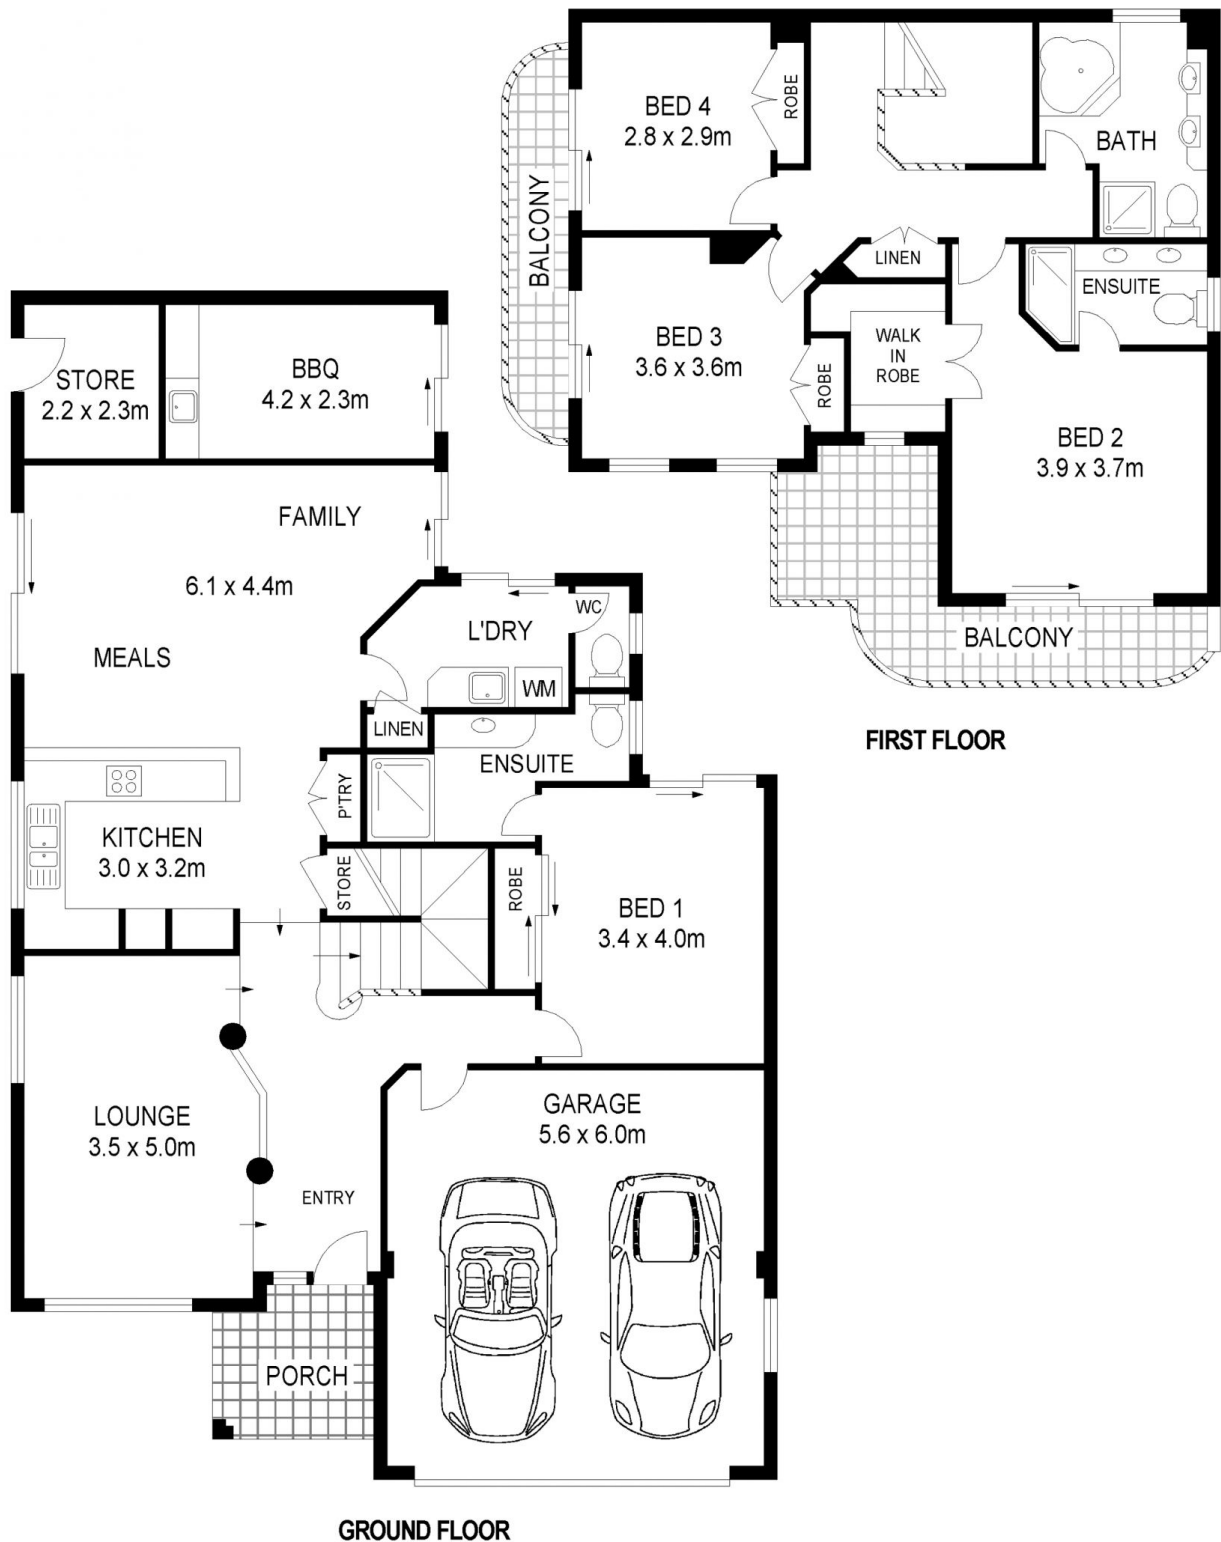 BED 4
2.8 x 2.9m
ROBE
BATH
BALCONY
LINEN
ENSUITE
BED 3
3.6 x 3.6m
ROBE
WALK
IN
ROBE
BED 2
3.9 x 3.7m
BALCONY
FIRST FLOOR
STORE
2.2 x 2.3m
BBQ
4.2 x 2.3m
FAMILY
6.1 x 4.4m
MEALS
L'DRY
WC
WM
LINEN
ENSUITE
P'TRY
KITCHEN
3.0 x 3.2m
STORE
ROBE
BED 1
3.4 x 4.0m
LOUNGE
3.5 x 5.0m
GARAGE
5.6 x 6.0m
ENTRY
PORCH
GROUND FLOOR